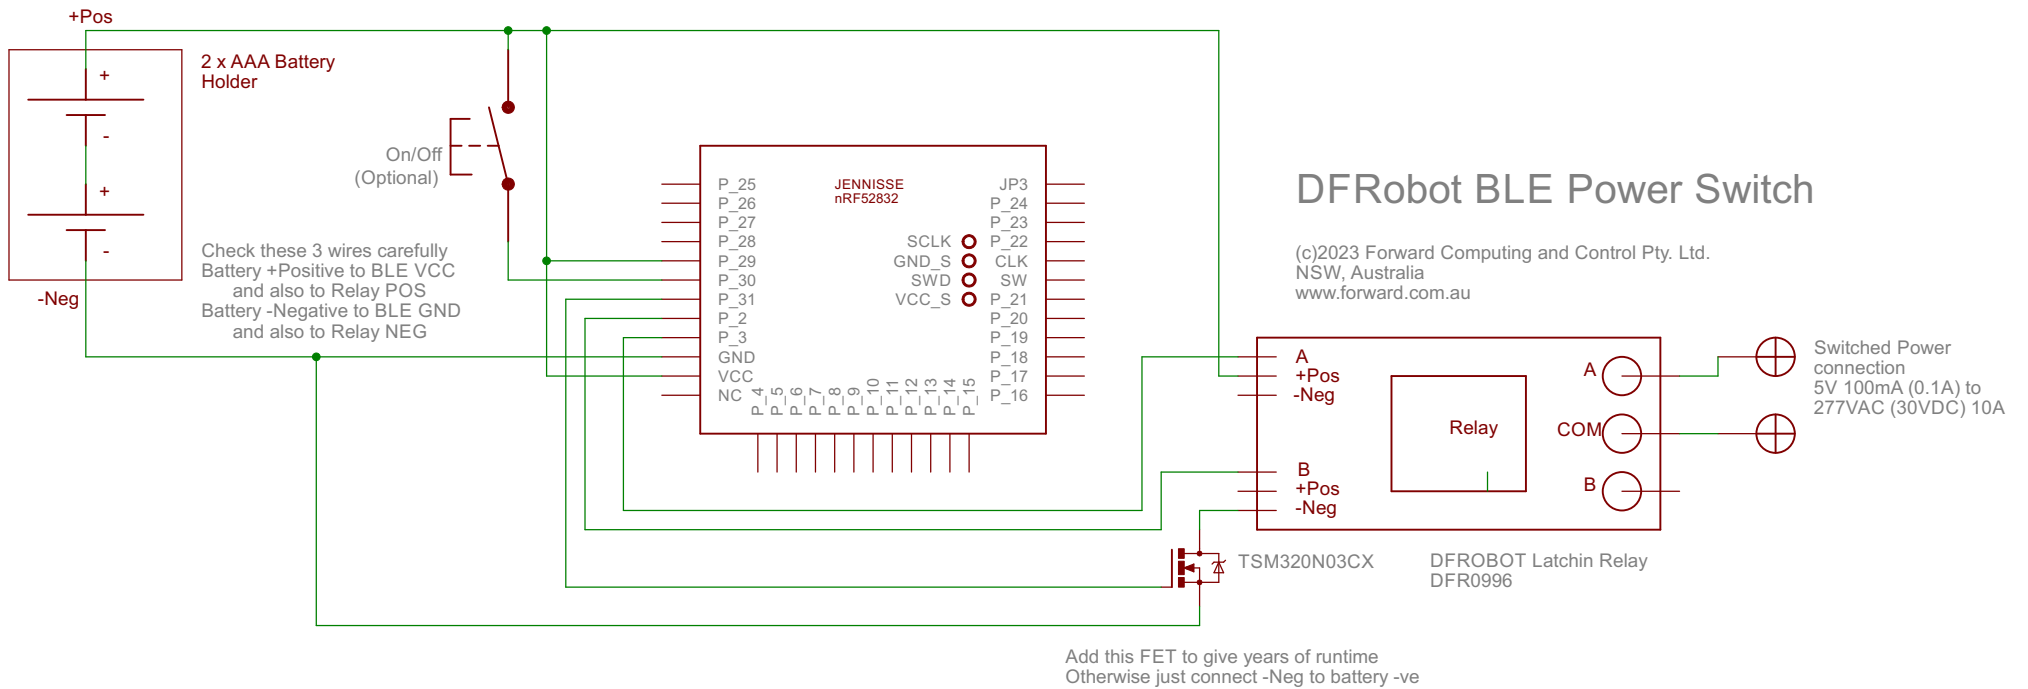 +Pos
2 x AAA Battery
Holder
+
-
+
-
-Neg
On/Off
(Optional)
Check these 3 wires carefully
Battery +Positive to BLE VCC
and also to Relay POS
Battery -Negative to BLE GND
and also to Relay NEG
JENNISSE
nRF52832
P_25
P_26
P_27
P_28
P_29
P_30
P_31
P_2
P_3
GND
VCC
NC
SCLK
GND_S
SWD
VCC_S
JP3
P_24
P_23
P_22
CLK
SW
P_21
P_20
P_19
P_18
P_17
P_16
P_4
P_5
P_6
P_7
P_8
P_9
P_10
P_11
P_12
P_13
P_14
P_15
DFRobot BLE Power Switch
(c)2023 Forward Computing and Control Pty. Ltd.
NSW, Australia
www.forward.com.au
A
+Pos
-Neg
B
+Pos
-Neg
Relay
A
COM
B
Switched Power
connection
5V 100mA (0.1A) to
277VAC (30VDC) 10A
TSM320N03CX
DFROBOT Latchin Relay
DFR0996
Add this FET to give years of runtime
Otherwise just connect -Neg to battery -ve